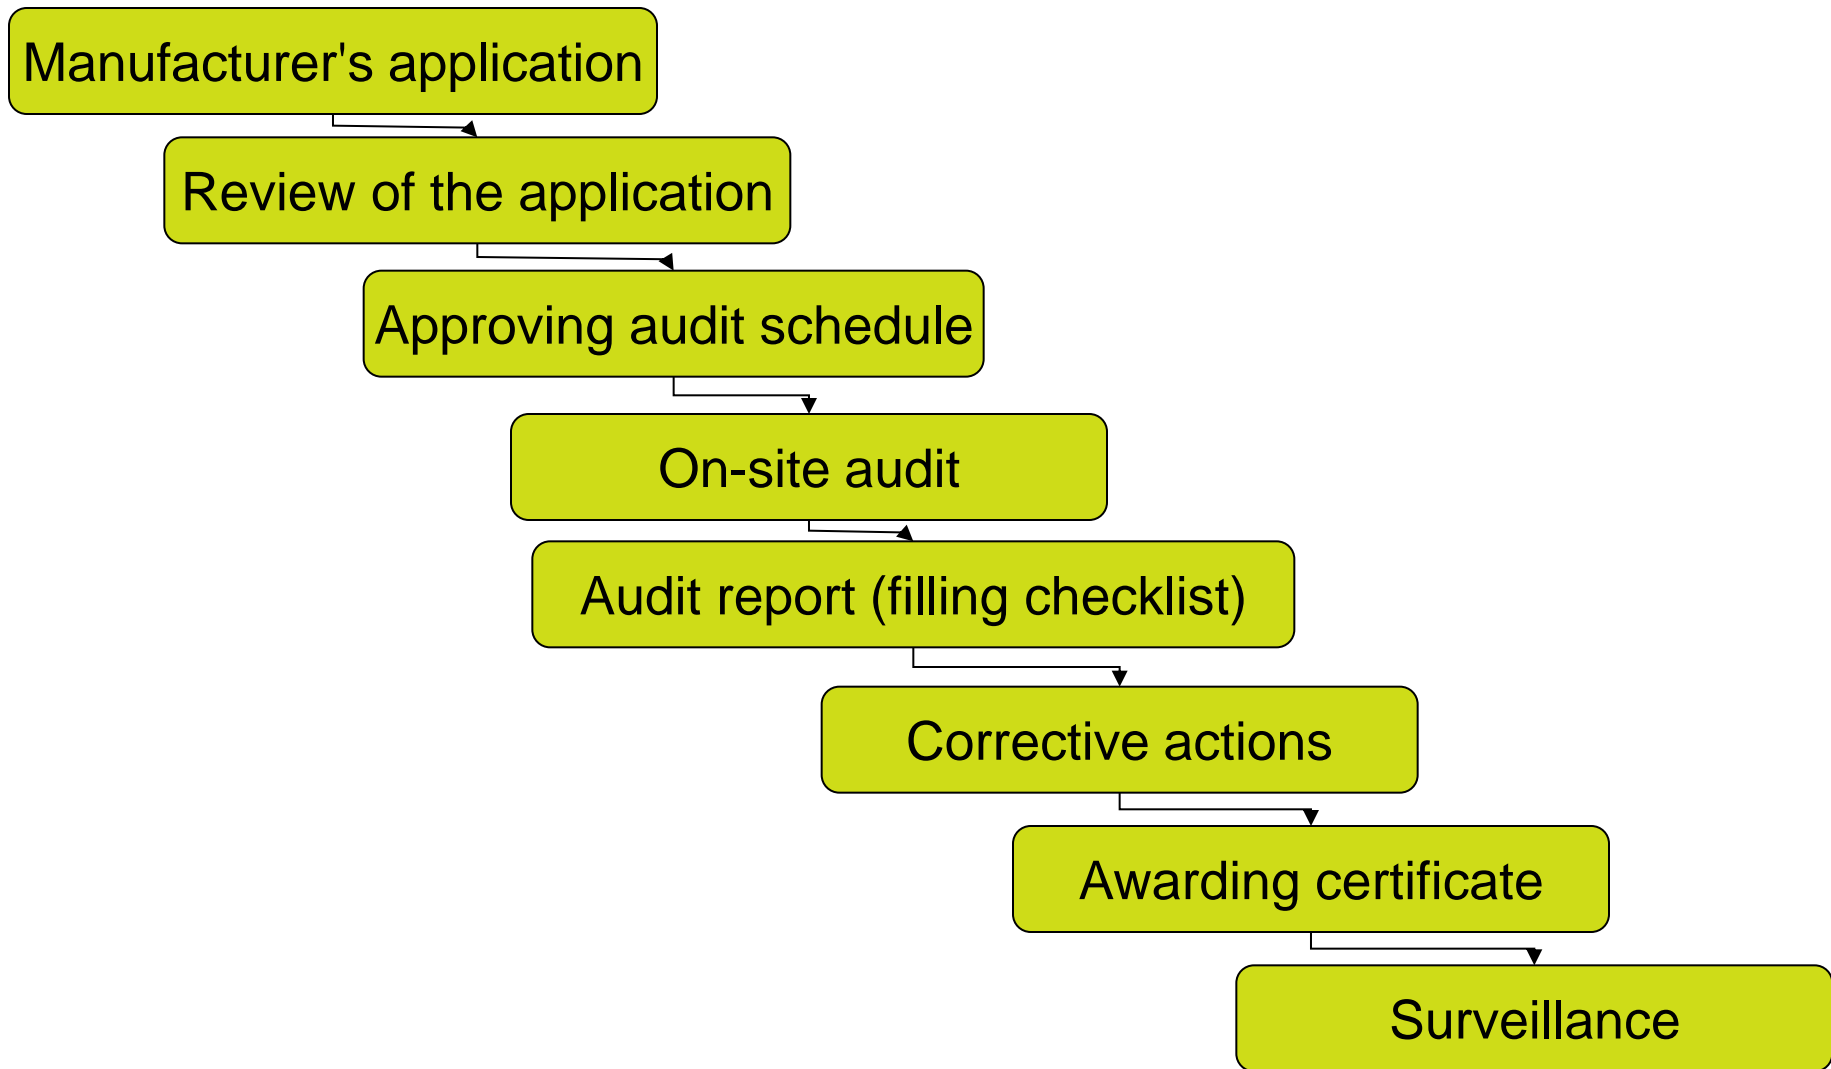 Manufacturer's application
Review of the application
Approving audit schedule
On-site audit
Audit report (filling checklist)
Corrective actions
Awarding certificate
Surveillance